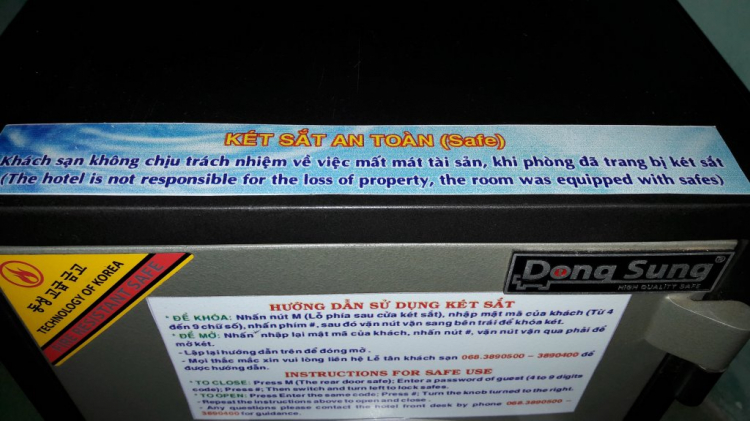 KÉT SẮT AN TOÀN (Safe)
Khách sạn không chịu trách nhiệm về việc mất mát tài sản, khi phòng đã trang bị két sắt
(The hotel is not responsible for the loss of property, the room was equipped with safes)
동성고급금고
TECHNOLOGY OF KOREA
FIRE RESISTANT SAFE
Dong Sung
HIGH QUALITY SAFE
HƯỚNG DẪN SỬ DỤNG KÉT SẮT
* ĐỂ KHÓA: Nhấn nút M (Lỗ phía sau cửa két sắt), nhập mật mã của khách (Từ 4
đến 9 chữ số), nhấn phím #, sau đó vặn nút vặn sang bên trái để khóa két.
* ĐỂ MỞ: Nhấn nhập lại mật mã của khách, nhấn nút #, vặn nút vặn qua phải để
mở két.
- Lặp lại hướng dẫn trên để đóng mở .
- Mọi thắc mắc xin vui lòng liên hệ Lễ tân khách sạn 068.3890500 – 3890400 để
được hướng dẫn.
INSTRUCTIONS FOR SAFE USE
* TO CLOSE: Press M (The rear door safe); Enter a password of guest (4 to 9 digits
code); Press #; Then switch and turn left to lock safes.
* TO OPEN: Press Enter the same code; Press #; Turn the knob turned to the right.
- Repeat the instructions above to open and close .
- Any questions please contact the hotel front desk by phone 068.3890500 –
3890400 for guidance.